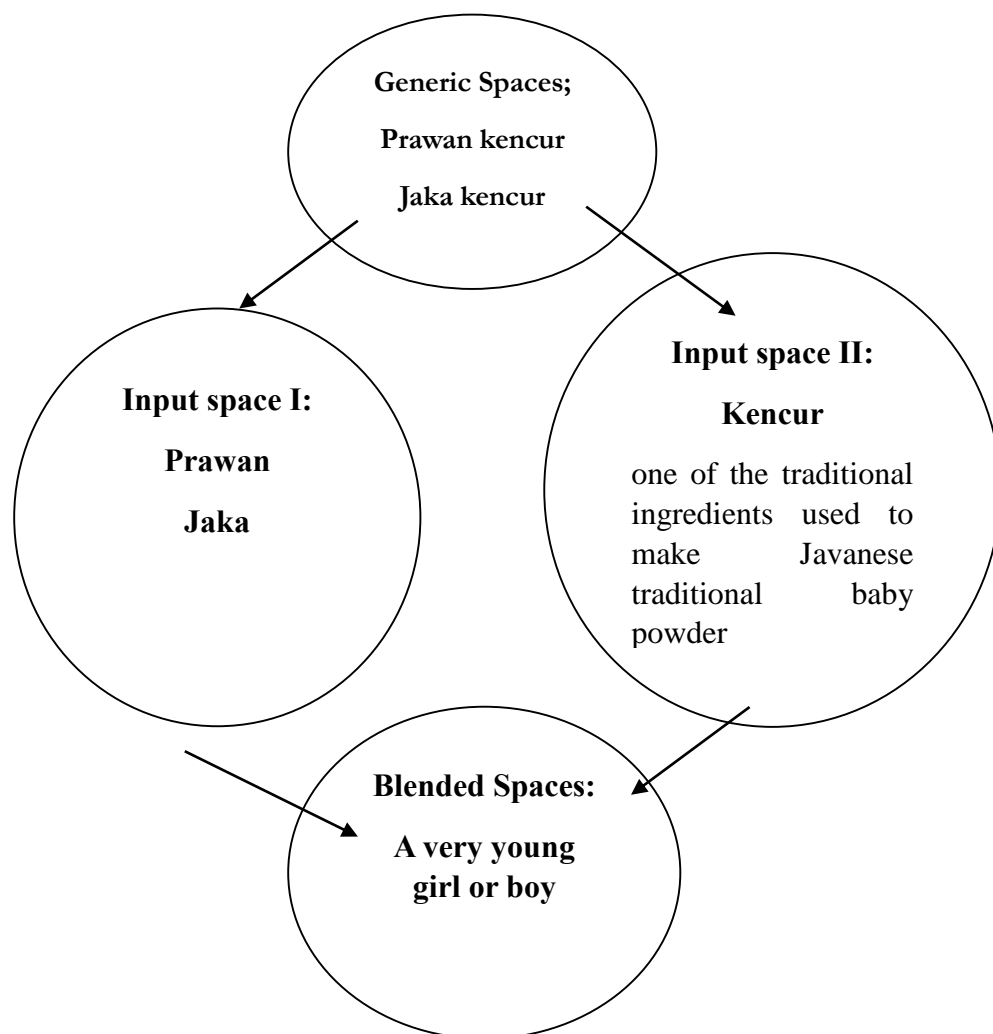 Generic Spaces;
Prawan kencur
Jaka kencur
Input space I:
Prawan
Jaka
Input space II:
Kencur
one of the traditional
ingredients used to
make Javanese
traditional baby
powder
Blended Spaces:
A very young
girl or boy